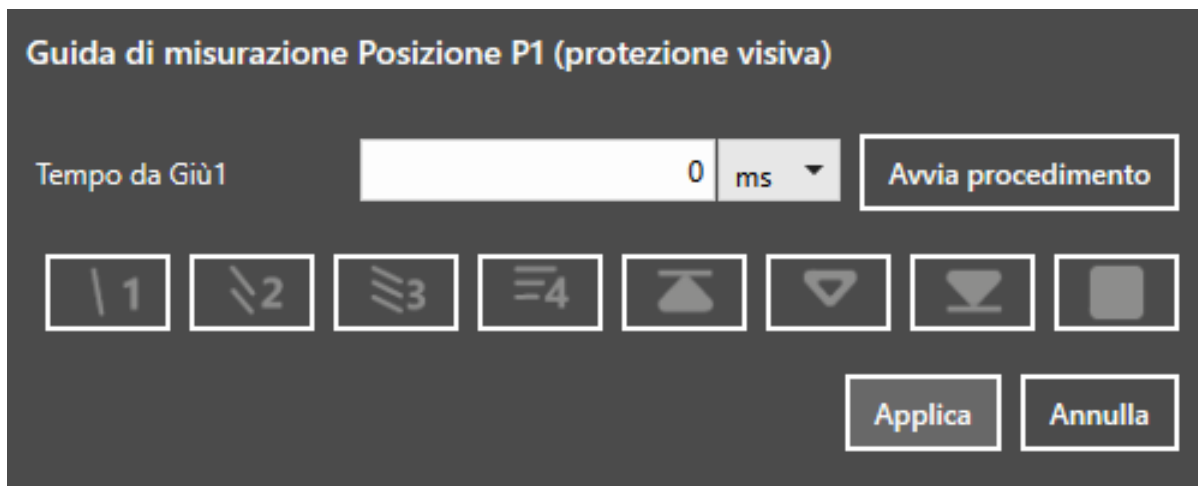 Guida di misurazione Posizione P1 (protezione visiva)
Tempo da Giù1 0 ms Avvia procedimento
1 2 3 4
Applica Annulla